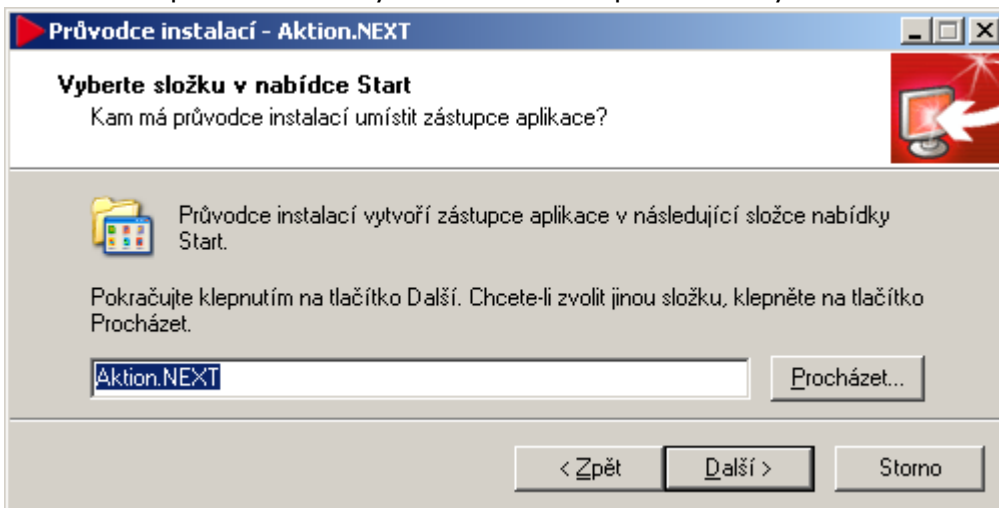 Průvodce instalací - Aktion.NEXT
Vyberte složku v nabídce Start
Kam má průvodce instalací umístit zástupce aplikace?
Průvodce instalací vytvoří zástupce aplikace v následující složce nabídky
Start.
Pokračujte klepnutím na tlačítko Další. Chcete-li zvolit jinou složku, klepněte na tlačítko
Procházet.
Aktion.NEXT
Procházet...
< Zpět
Další >
Storno